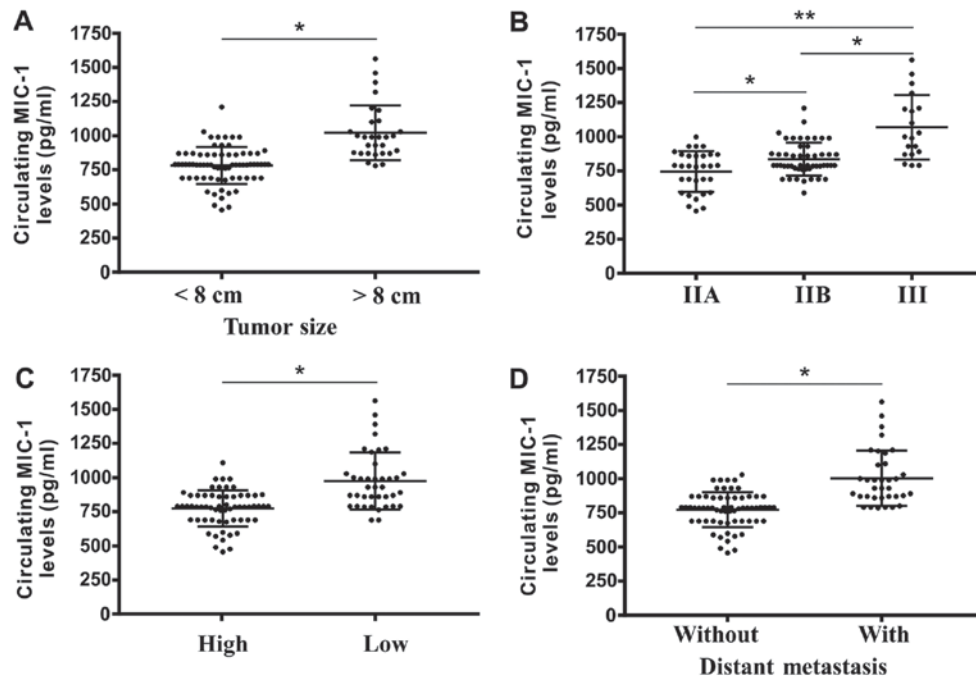 A
Circulating MIC-1
levels (pg/ml)
1750
1500
1250
1000
750
500
250
0
*
< 8 cm
> 8 cm
Tumor size
B
Circulating MIC-1
levels (pg/ml)
1750
1500
1250
1000
750
500
250
0
**
*
*
IIA
IIB
III
C
Circulating MIC-1
levels (pg/ml)
1750
1500
1250
1000
750
500
250
0
*
High
Low
D
Circulating MIC-1
levels (pg/ml)
1750
1500
1250
1000
750
500
250
0
*
Without
With
Distant metastasis